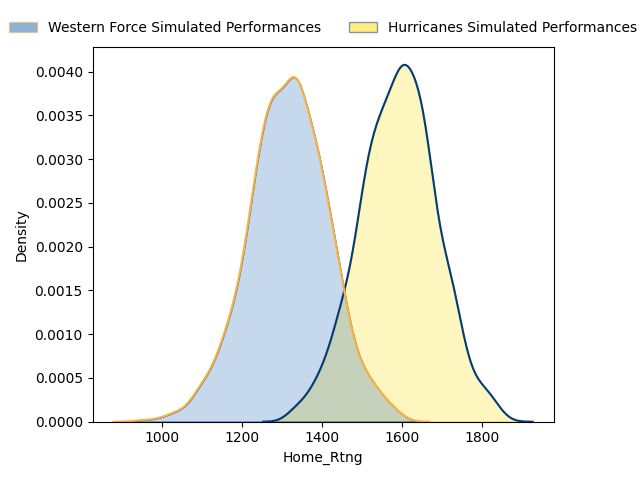 Western Force Simulated Performances
Hurricanes Simulated Performances
0.0040
0.0035
0.0030
0.0025
0.0020
0.0015
0.0010
0.0005
0.0000
Density
1000 1200 1400 1600 1800
Home_Rtng